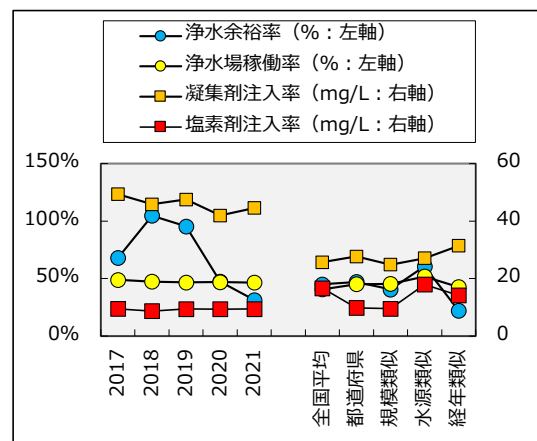 浄水余裕率（%：左軸）
浄水場稼働率（%：左軸）
凝集剤注入率（mg/L：右軸）
塩素剤注入率（mg/L：右軸）
150%
100%
50%
0%
60
40
20
0
2017
2018
2019
2020
2021
全国平均
都道府県
規模類似
水源類似
経年類似